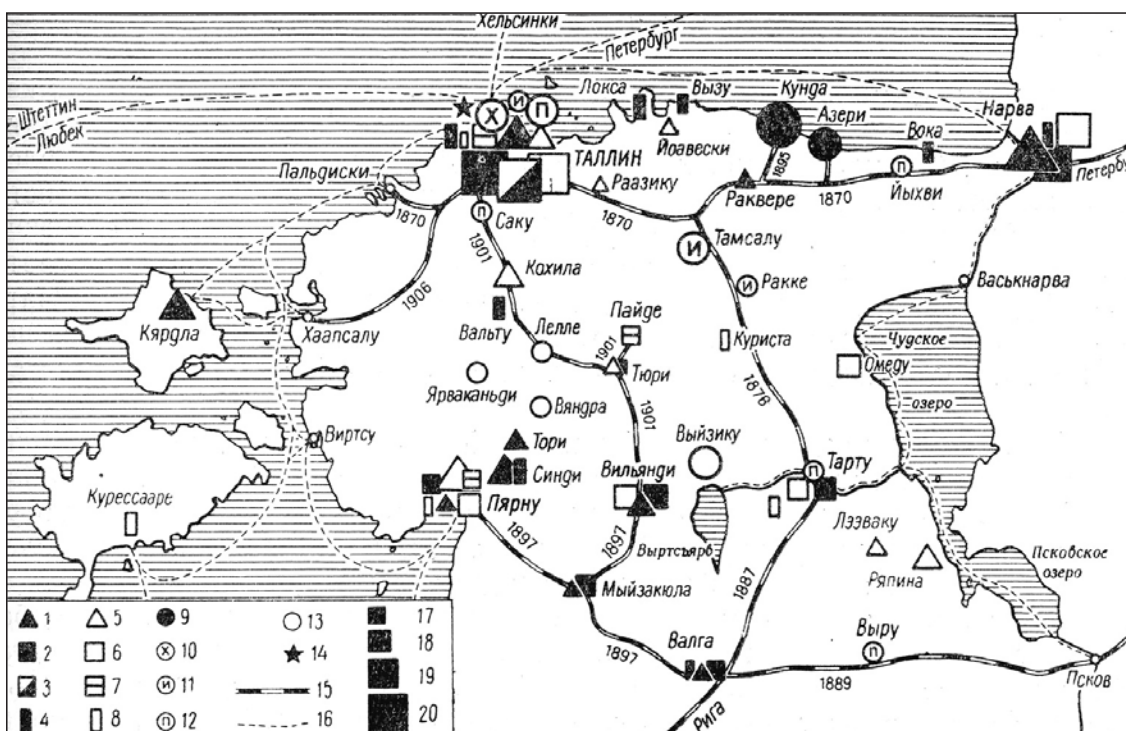 Хельсинки
Петербург
Штеттин
Любек
Х
И
П
Локса
Вызу
Кунда
Азери
Нарва
Йоавески
Вока
ТАЛЛИН
Пальдиски
Раазику
1895
П
Йыхви
Петербу
Раквере
1870
1870
П
Саку
1870
И
Тамсалу
1901
Кохила
И
Ракке
Васькнарва
1906
Кярдла
Хаапсалу
Вальту
Лелле
Пайде
1901
Тюри
Куриста
Чудское
Омеду
озеро
Ярваканьди
Вяндра
1901
1878
Виртсу
Тори
Синди
Выйзику
П
Тарту
Вильянди
Курессааре
Пярну
Лээваку
Выртсъярв
Ряпина
Псковское
озеро
1897
1897
1887
Мыйзакюла
Валга
П
Выру
1897
1889
Псков
Рига
1
5
9
13
17
2
6
Х
10
14
18
3
7
И
11
15
19
4
8
П
12
16
20